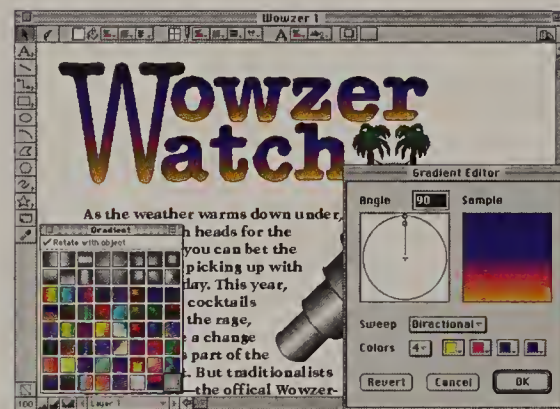 Wowzer 1
A
Wowzer
Watch
As the weather warms down under,
h heads for the
you can bet the
picking up with
day. This year,
cocktails
the rage,
e a change
s part of the
t. But traditionalists
—the offical Wowzer-
Gradient
Rotate with object
Gradient Editor
Angle 90 Sample
Sweep Directional
Colors 4
Revert Cancel OK
100 Layer 1